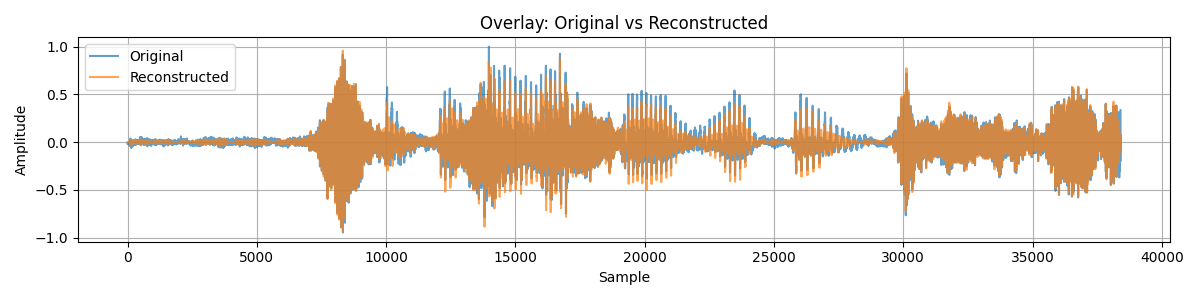 Overlay: Original vs Reconstructed
Original
Reconstructed
Amplitude
1.0
0.5
0.0
−0.5
−1.0
0 5000 10000 15000 20000 25000 30000 35000 40000
Sample